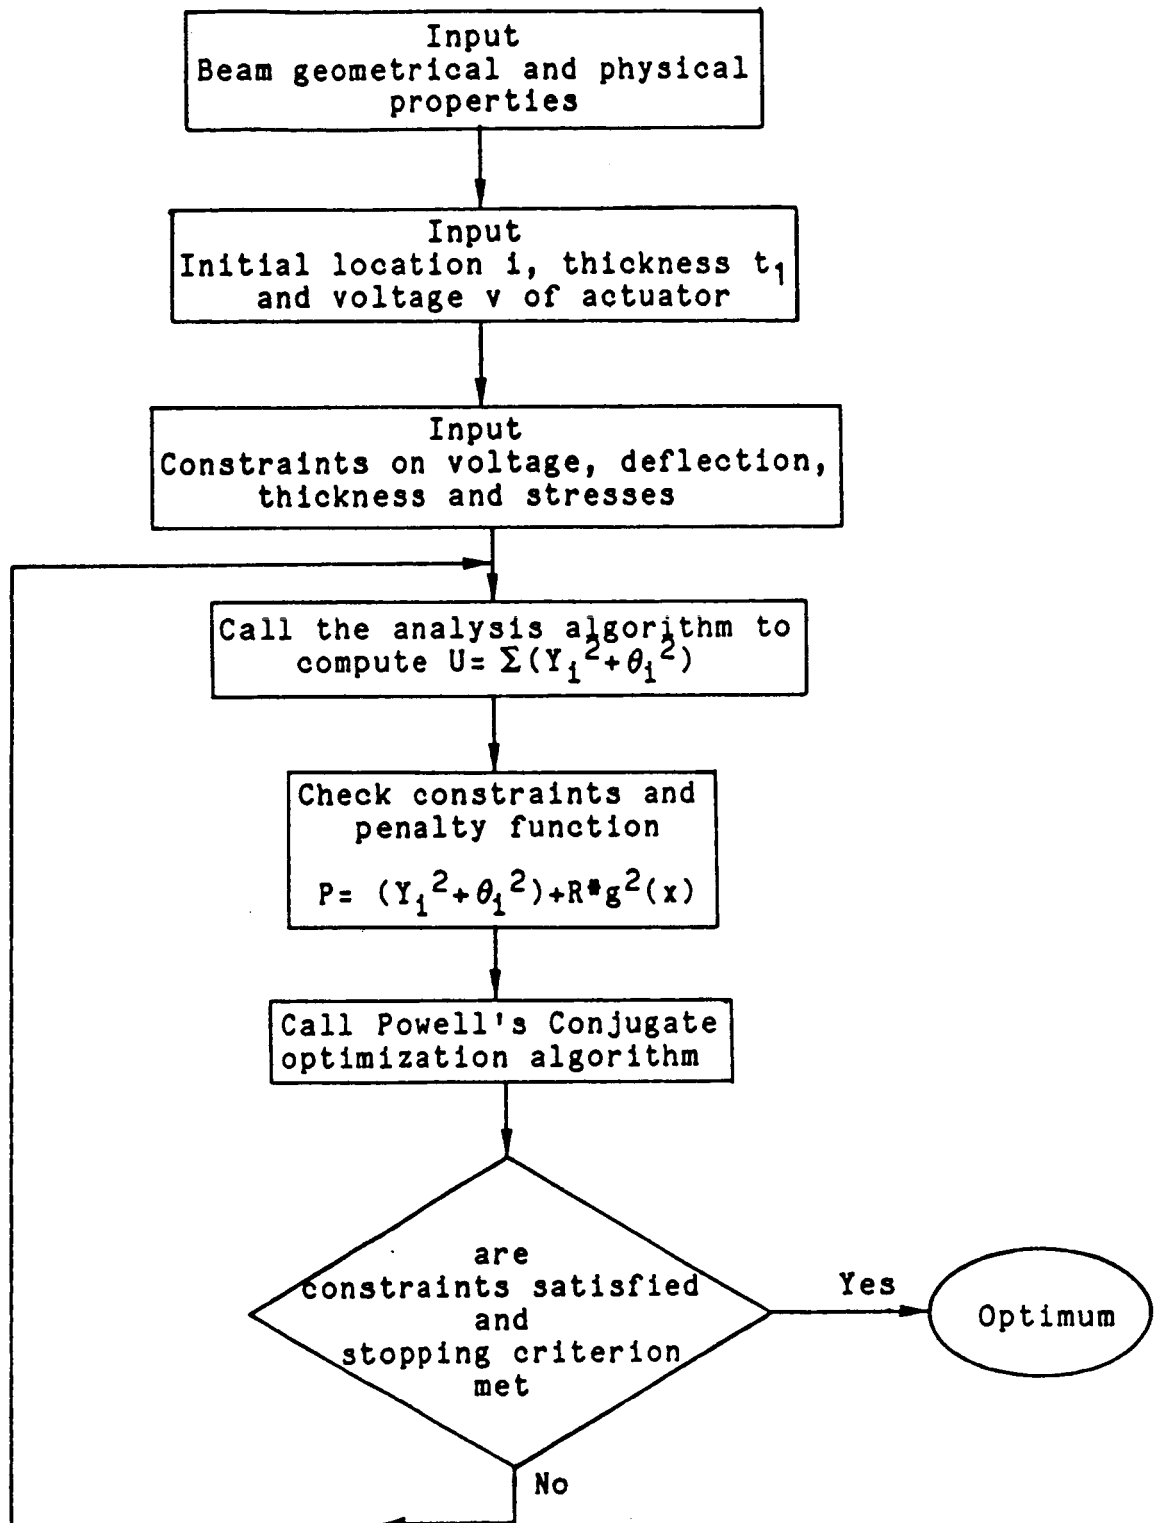 Input
Beam geometrical and physical
properties
Input
Initial location i, thickness t₁
and voltage v of actuator
Input
Constraints on voltage, deflection,
thickness and stresses
Call the analysis algorithm to
compute U= Σ(Yᵢ²+θᵢ²)
Check constraints and
penalty function
P= (Yᵢ²+θᵢ²)+R*g²(x)
Call Powell's Conjugate
optimization algorithm
are
constraints satisfied
and
stopping criterion
met
Yes
Optimum
No